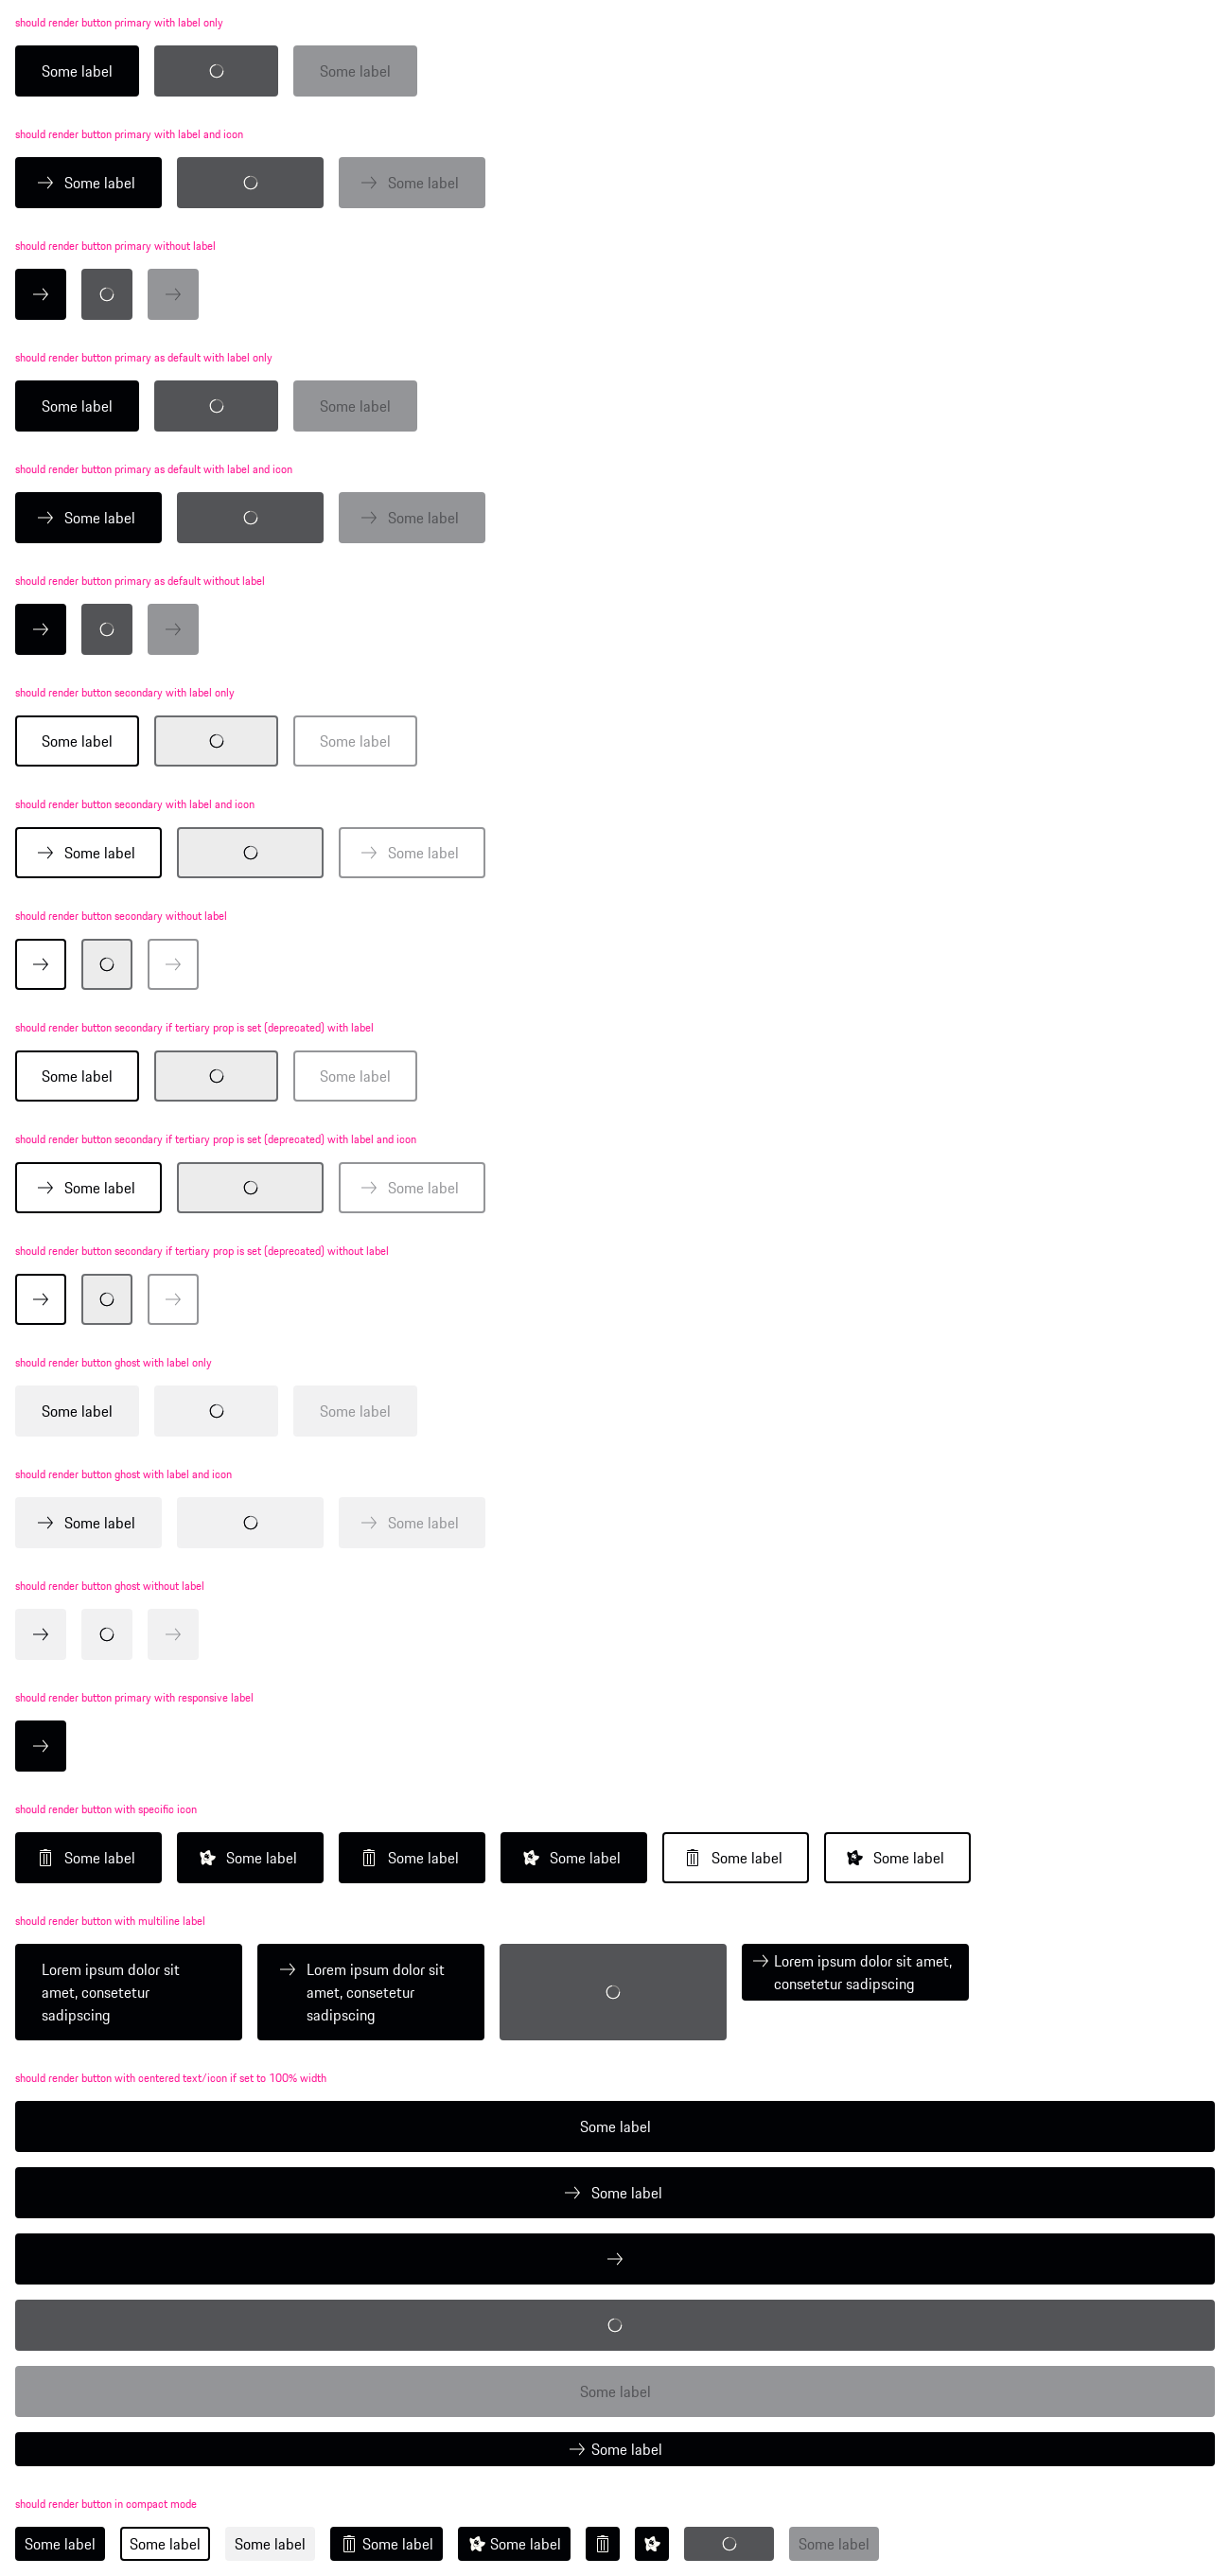 should render button primary with label only
Some label Some label
should render button primary with label and icon
Some label Some label
should render button primary without label
should render button primary as default with label only
Some label Some label
should render button primary as default with label and icon
Some label Some label
should render button primary as default without label
should render button secondary with label only
Some label Some label
should render button secondary with label and icon
Some label Some label
should render button secondary without label
should render button secondary if tertiary prop is set (deprecated) with label
Some label Some label
should render button secondary if tertiary prop is set (deprecated) with label and icon
Some label Some label
should render button secondary if tertiary prop is set (deprecated) without label
should render button ghost with label only
Some label Some label
should render button ghost with label and icon
Some label Some label
should render button ghost without label
should render button primary with responsive label
should render button with specific icon
Some label Some label Some label Some label Some label Some label
should render button with multiline label
Lorem ipsum dolor sit
amet, consetetur
sadipscing
Lorem ipsum dolor sit
amet, consetetur
sadipscing
Lorem ipsum dolor sit amet,
consetetur sadipscing
should render button with centered text/icon if set to 100% width
Some label
Some label
Some label
Some label
should render button in compact mode
Some label Some label Some label Some label Some label Some label